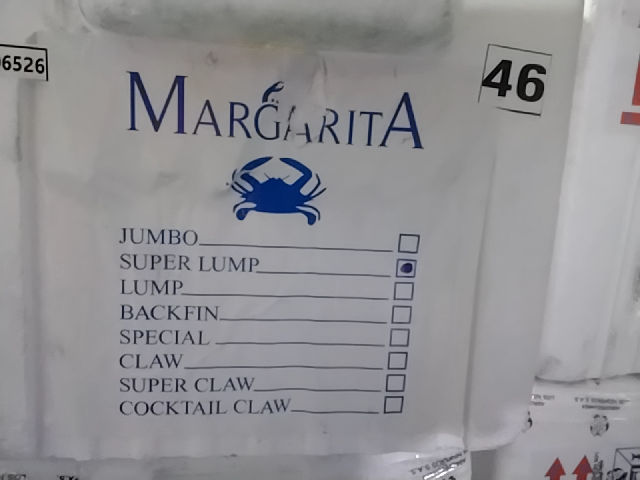 6526
46
MARGARITA
JUMBO
SUPER LUMP
LUMP
BACKFIN
SPECIAL
CLAW
SUPER CLAW
COCKTAIL CLAW